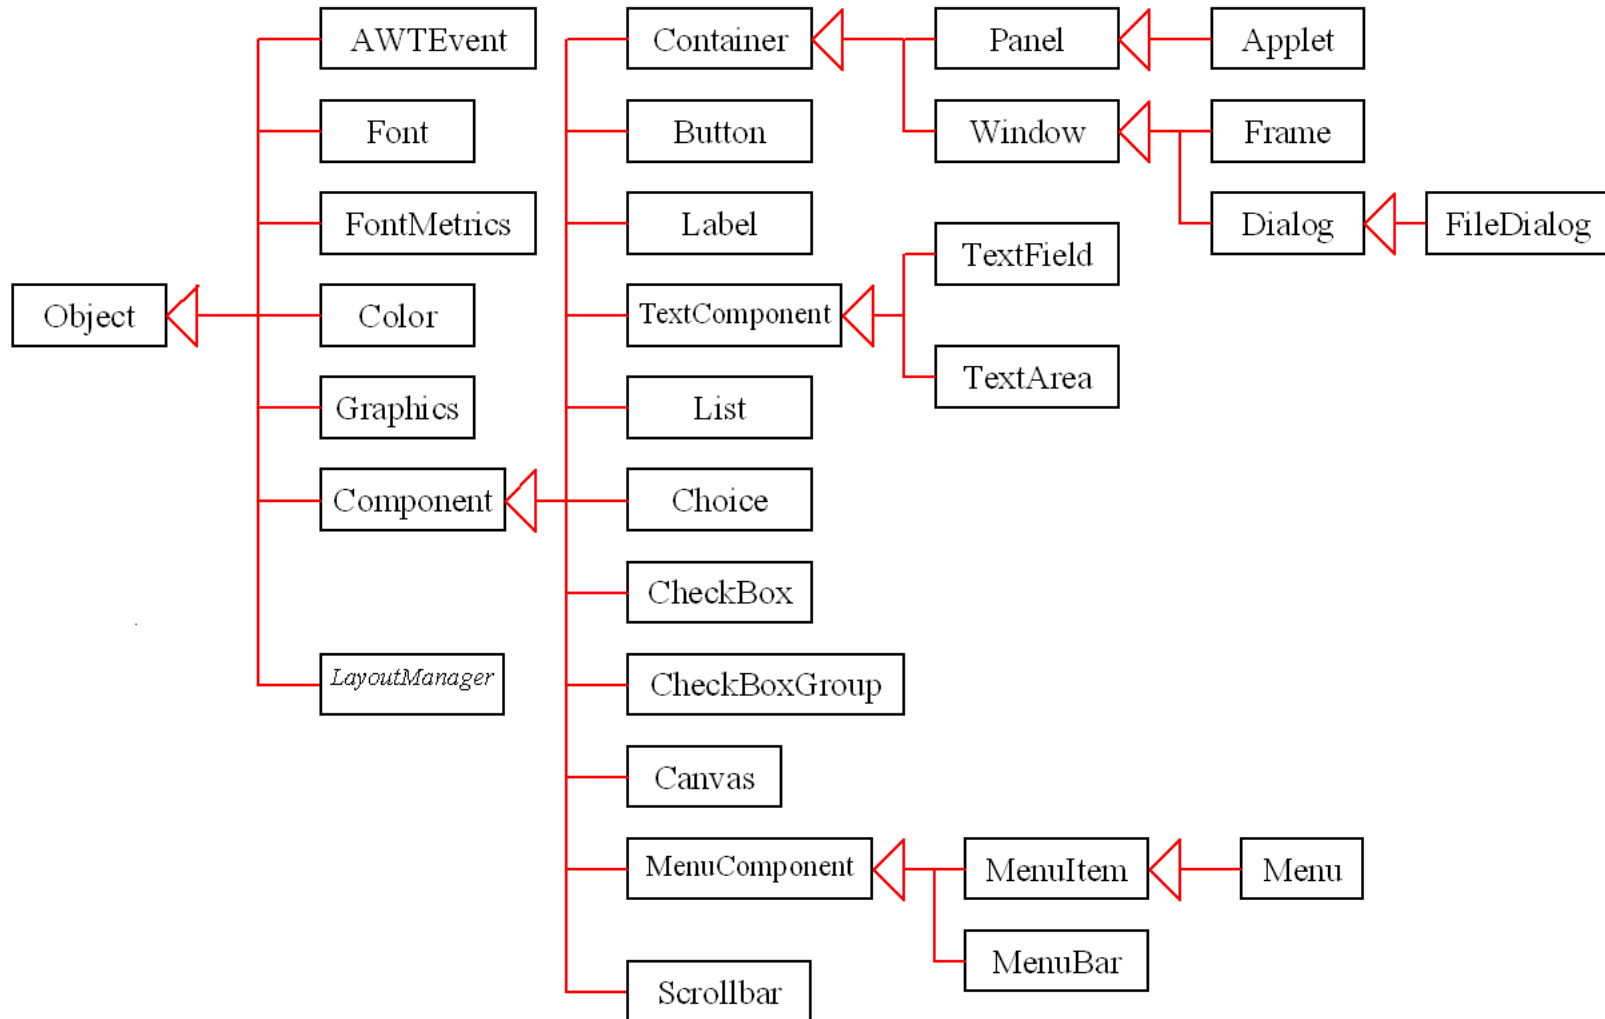 AWTEvent
Container
Panel
Applet
Font
Button
Window
Frame
FontMetrics
Label
Dialog
FileDialog
TextField
Object
Color
TextComponent
TextArea
Graphics
List
Component
Choice
CheckBox
LayoutManager
CheckBoxGroup
Canvas
MenuComponent
MenuItem
Menu
MenuBar
Scrollbar